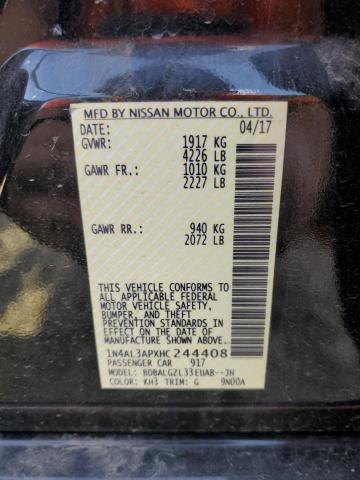 MFD BY NISSAN MOTOR CO., LTD.
DATE: 04/17
GVWR: 1917 KG
4226 LB
GAWR FR.: 1010 KG
2227 LB
GAWR RR.: 940 KG
2072 LB
THIS VEHICLE CONFORMS TO
ALL APPLICABLE FEDERAL
MOTOR VEHICLE SAFETY,
BUMPER, AND THEFT
PREVENTION STANDARDS
IN EFFECT ON THE DATE OF
MANUFACTURE SHOWN ABOVE.
1N4AL3APXHC244408
PASSENGER CAR 917
MODEL: BDBALGZL33EUAB--JH
COLOR: KH3 TRIM: G 9N00A